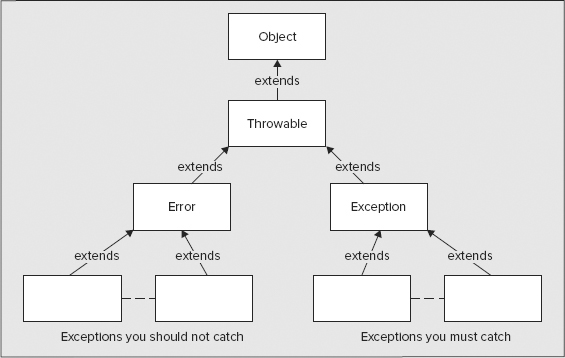 Object
extends
Throwable
extends extends
Error Exception
extends extends extends extends
Exceptions you should not catch Exceptions you must catch